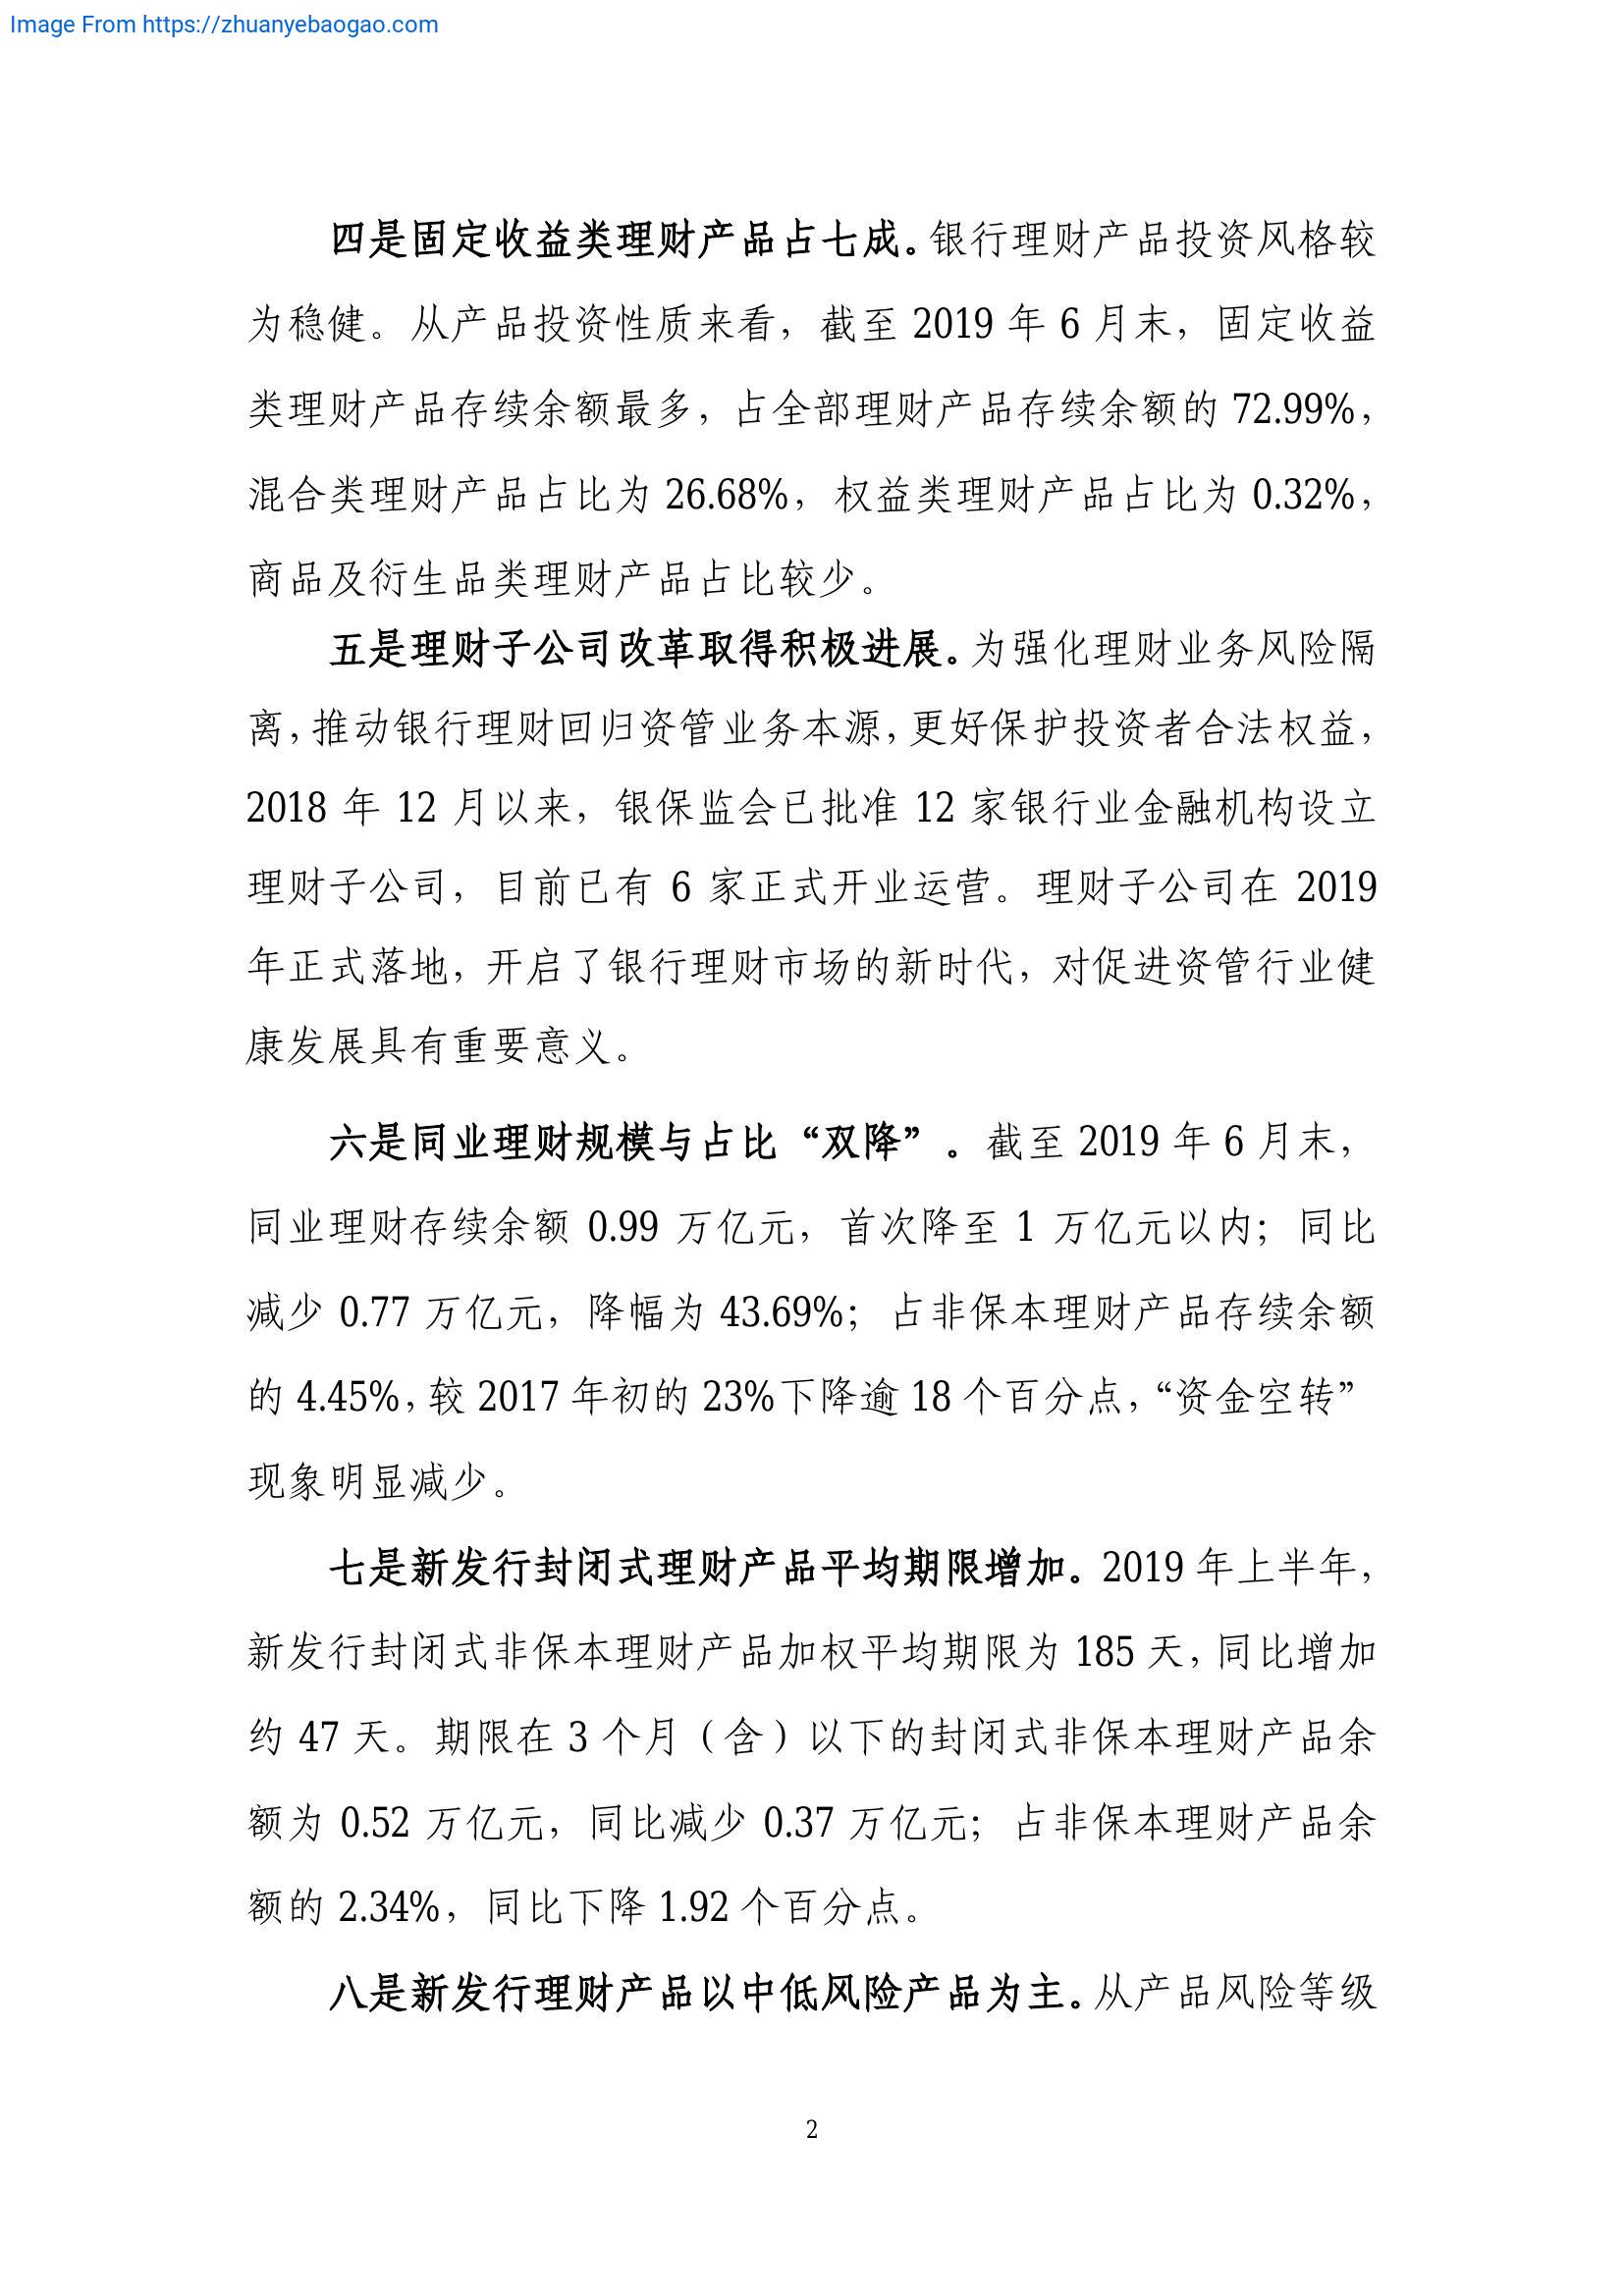 Image From https://zhuanyebaogao.com
四是固定收益类理财产品占七成。银行理财产品投资风格较
为稳健。从产品投资性质来看，截至 2019 年 6 月末，固定收益
类理财产品存续余额最多，占全部理财产品存续余额的 72.99%，
混合类理财产品占比为 26.68%，权益类理财产品占比为 0.32%，
商品及衍生品类理财产品占比较少。
五是理财子公司改革取得积极进展。为强化理财业务风险隔
离，推动银行理财回归资管业务本源，更好保护投资者合法权益，
2018 年 12 月以来，银保监会已批准 12 家银行业金融机构设立
理财子公司，目前已有 6 家正式开业运营。理财子公司在 2019
年正式落地，开启了银行理财市场的新时代，对促进资管行业健
康发展具有重要意义。
六是同业理财规模与占比“双降”。截至 2019 年 6 月末，
同业理财存续余额 0.99 万亿元，首次降至 1 万亿元以内；同比
减少 0.77 万亿元，降幅为 43.69%；占非保本理财产品存续余额
的 4.45%，较 2017 年初的 23%下降逾 18 个百分点，“资金空转”
现象明显减少。
七是新发行封闭式理财产品平均期限增加。2019 年上半年，
新发行封闭式非保本理财产品加权平均期限为 185 天，同比增加
约 47 天。期限在 3 个月（含）以下的封闭式非保本理财产品余
额为 0.52 万亿元，同比减少 0.37 万亿元；占非保本理财产品余
额的 2.34%，同比下降 1.92 个百分点。
八是新发行理财产品以中低风险产品为主。从产品风险等级
2